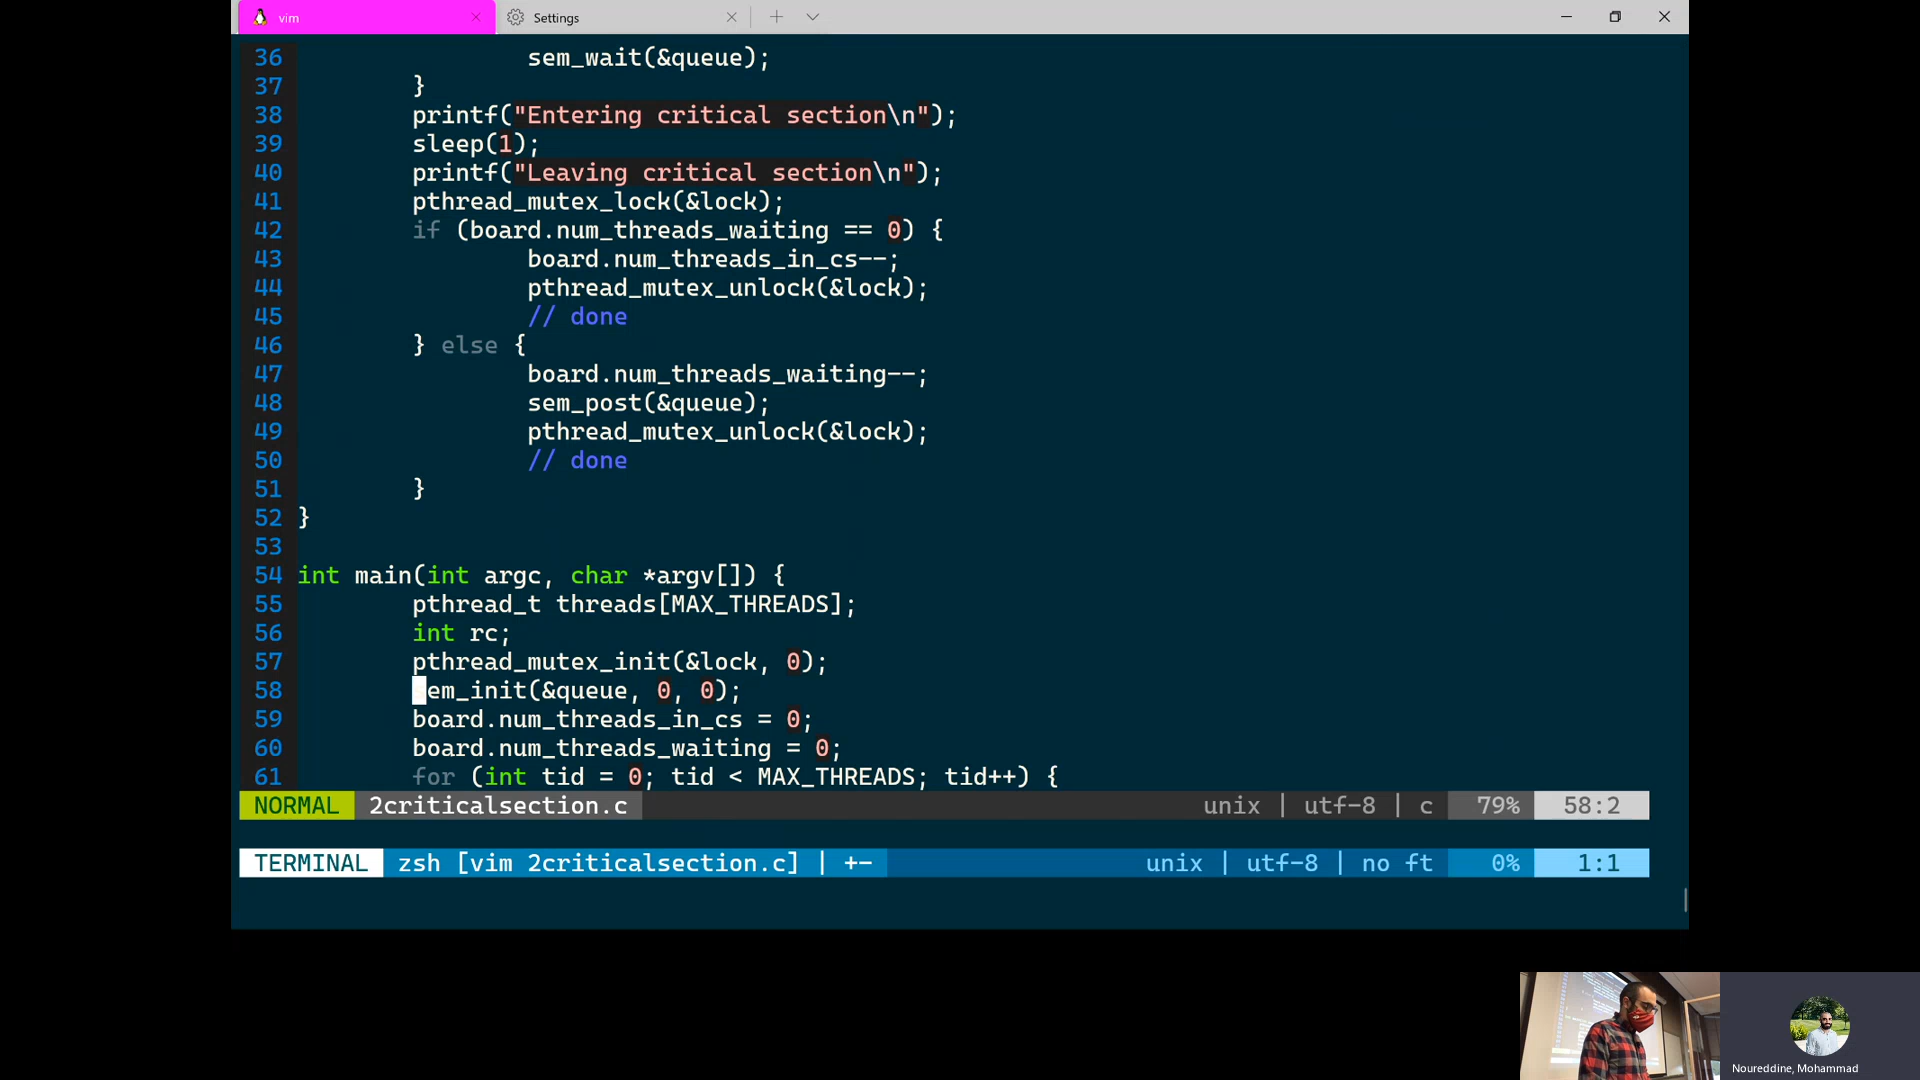 vim
Settings
36 sem_wait(&queue);
37 }
38 printf("Entering critical section\n");
39 sleep(1);
40 printf("Leaving critical section\n");
41 pthread_mutex_lock(&lock);
42 if (board.num_threads_waiting == 0) {
43 board.num_threads_in_cs--;
44 pthread_mutex_unlock(&lock);
45 // done
46 } else {
47 board.num_threads_waiting--;
48 sem_post(&queue);
49 pthread_mutex_unlock(&lock);
50 // done
51 }
52 }
53
54 int main(int argc, char *argv[]) {
55 pthread_t threads[MAX_THREADS];
56 int rc;
57 pthread_mutex_init(&lock, 0);
58 em_init(&queue, 0, 0);
59 board.num_threads_in_cs = 0;
60 board.num_threads_waiting = 0;
61 for (int tid = 0; tid < MAX_THREADS; tid++) {
NORMAL 2criticalsection.c unix | utf-8 | c 79% 58:2
TERMINAL zsh [vim 2criticalsection.c] | +- unix | utf-8 | no ft 0% 1:1
Noureddine, Mohammad